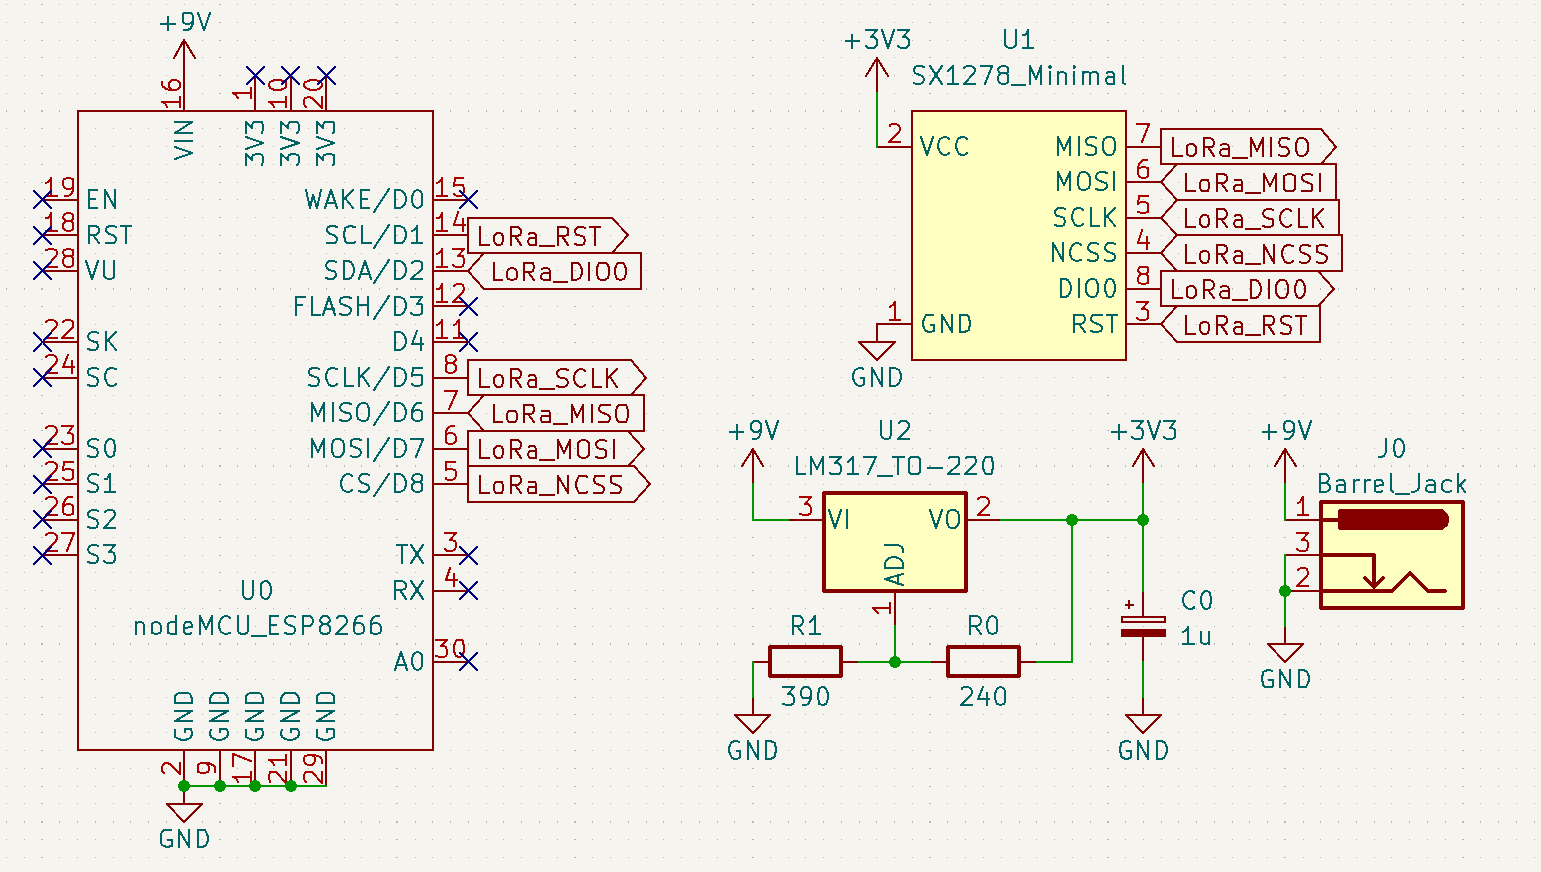 +9V
16
1
10
20
VIN
3V3
3V3
3V3
19
EN
18
RST
28
VU
22
SK
24
SC
23
S0
25
S1
26
S2
27
S3
WAKE/D0
15
SCL/D1
14
LoRa_RST
SDA/D2
13
LoRa_DIO0
FLASH/D3
12
D4
11
SCLK/D5
8
LoRa_SCLK
MISO/D6
7
LoRa_MISO
MOSI/D7
6
LoRa_MOSI
CS/D8
5
LoRa_NCSS
TX
3
RX
4
A0
30
U0
nodeMCU_ESP8266
GND
GND
GND
GND
GND
2
9
17
21
29
GND
+3V3
U1
SX1278_Minimal
2
VCC
1
GND
GND
MISO
7
LoRa_MISO
MOSI
6
LoRa_MOSI
SCLK
5
LoRa_SCLK
NCSS
4
LoRa_NCSS
DIO0
8
LoRa_DIO0
RST
3
LoRa_RST
+9V
U2
LM317_TO-220
3
VI
VO
2
ADJ
1
R1
390
R0
240
GND
+3V3
C0
1u
+
GND
+9V
J0
Barrel_Jack
1
3
2
GND